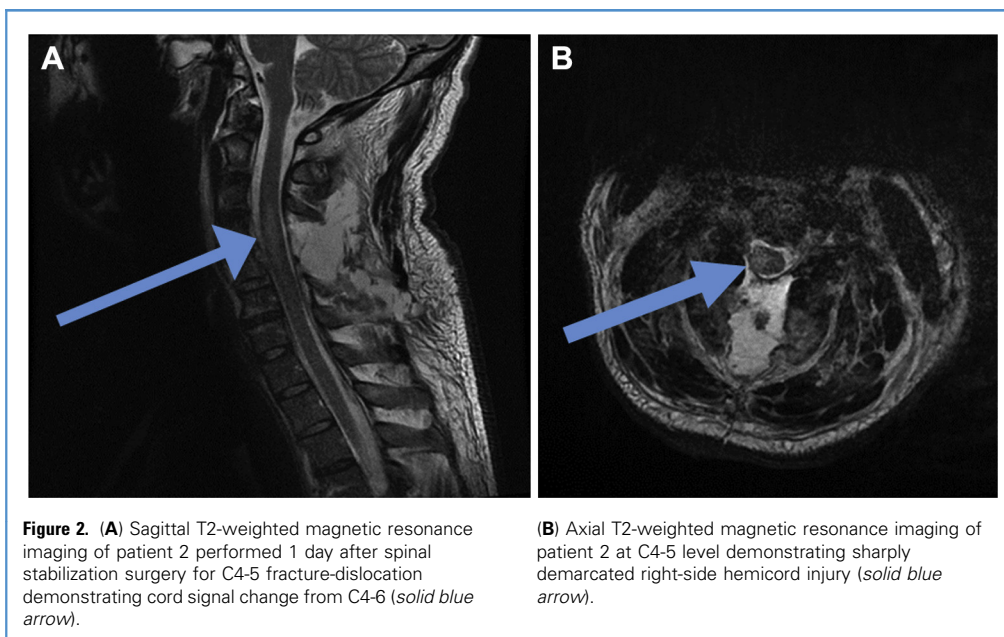 A
B
Figure 2. (A) Sagittal T2-weighted magnetic resonance
imaging of patient 2 performed 1 day after spinal
stabilization surgery for C4-5 fracture-dislocation
demonstrating cord signal change from C4-6 (solid blue
arrow).
(B) Axial T2-weighted magnetic resonance imaging of
patient 2 at C4-5 level demonstrating sharply
demarcated right-side hemicord injury (solid blue
arrow).